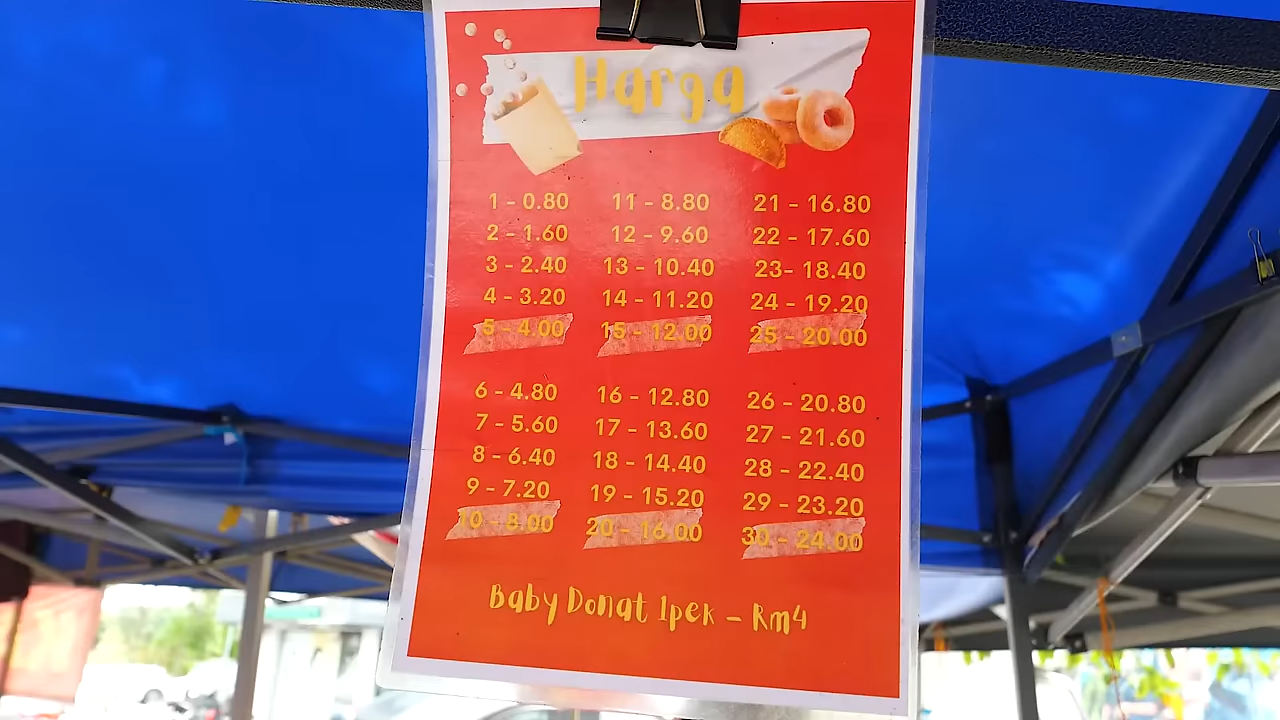 Harga
1 - 0.80
2 - 1.60
3 - 2.40
4 - 3.20
5 - 4.00
6 - 4.80
7 - 5.60
8 - 6.40
9 - 7.20
10 - 8.00
11 - 8.80
12 - 9.60
13 - 10.40
14 - 11.20
15 - 12.00
16 - 12.80
17 - 13.60
18 - 14.40
19 - 15.20
20 - 16.00
21 - 16.80
22 - 17.60
23- 18.40
24 - 19.20
25 - 20.00
26 - 20.80
27 - 21.60
28 - 22.40
29 - 23.20
30 - 24.00
Baby Donat 1pek - Rm4